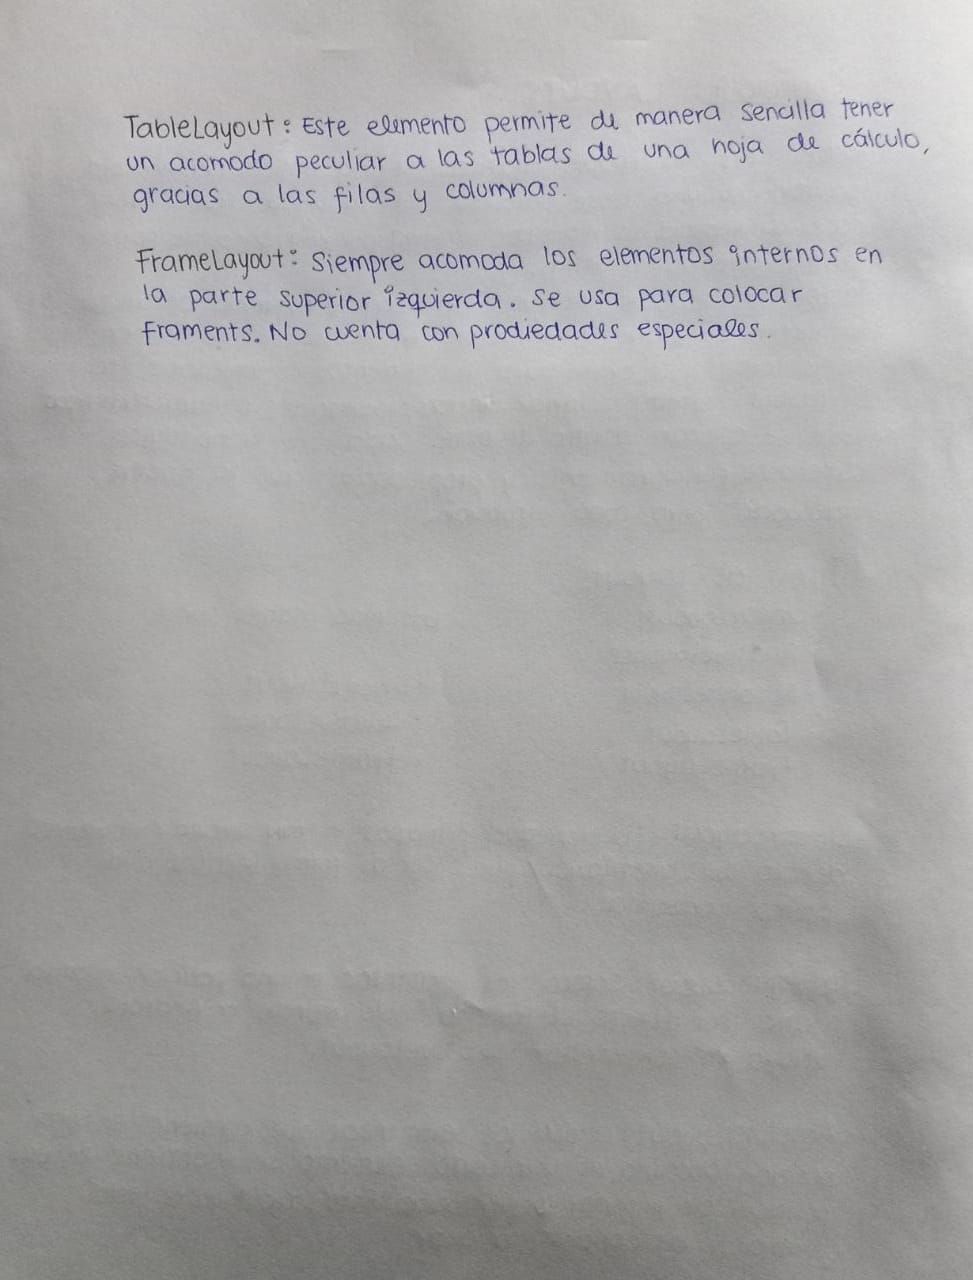 TableLayout: Este elemento permite de manera sencilla tener
un acomodo peculiar a las tablas de una hoja de cálculo,
gracias a las filas y columnas.
FrameLayout: Siempre acomoda los elementos internos en
la parte superior izquierda. Se usa para colocar
framents. No cuenta con prodiedades especiales.